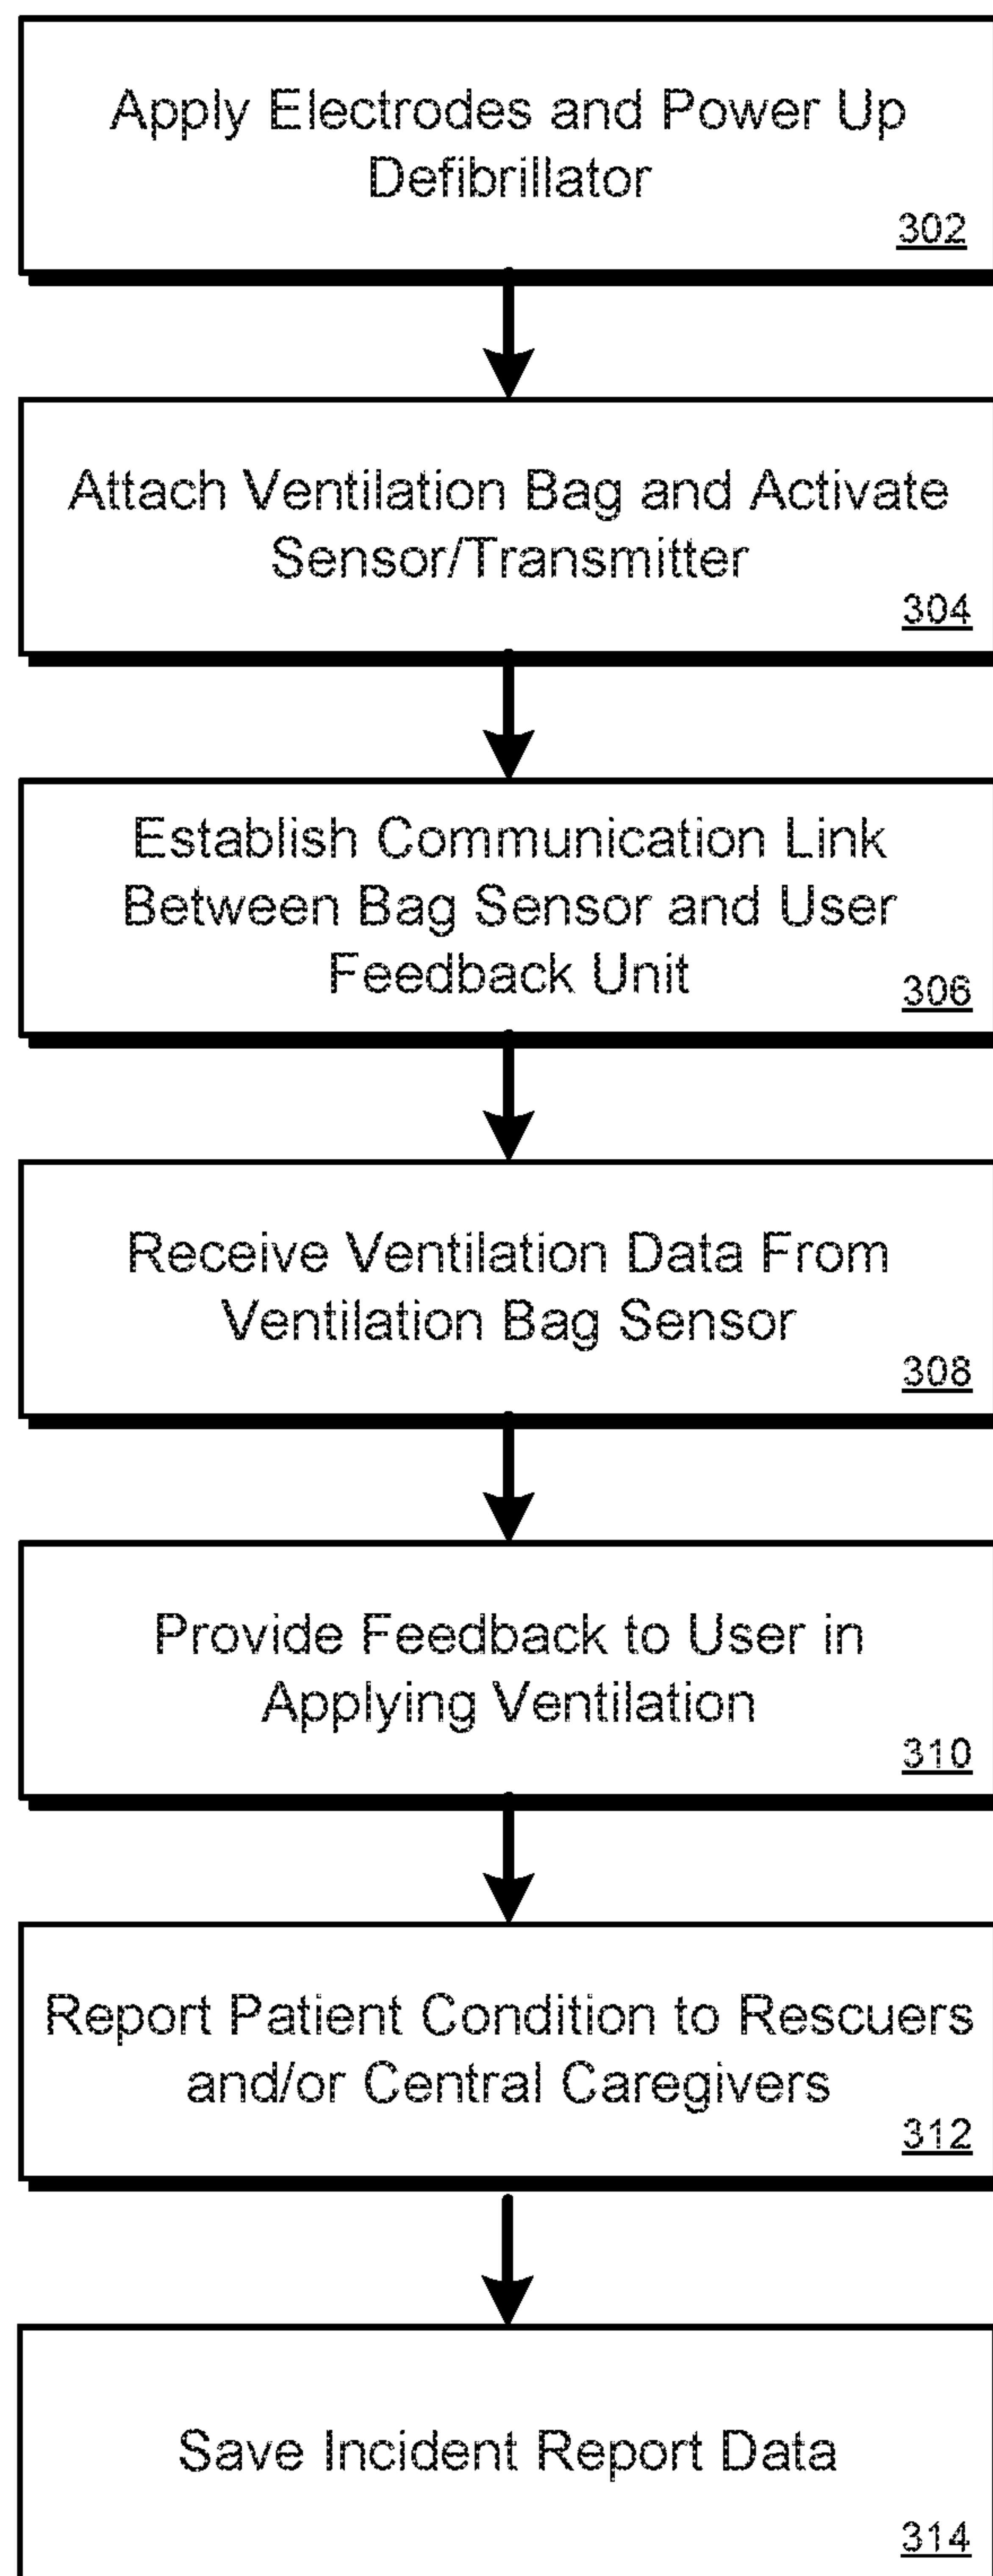 Apply Electrodes and Power Up
Defibrillator
302
Attach Ventilation Bag and Activate
Sensor/Transmitter
304
Establish Communication Link
Between Bag Sensor and User
Feedback Unit
306
Receive Ventilation Data From
Ventilation Bag Sensor
308
Provide Feedback to User in
Applying Ventilation
310
Report Patient Condition to Rescuers
and/or Central Caregivers
312
Save Incident Report Data
314